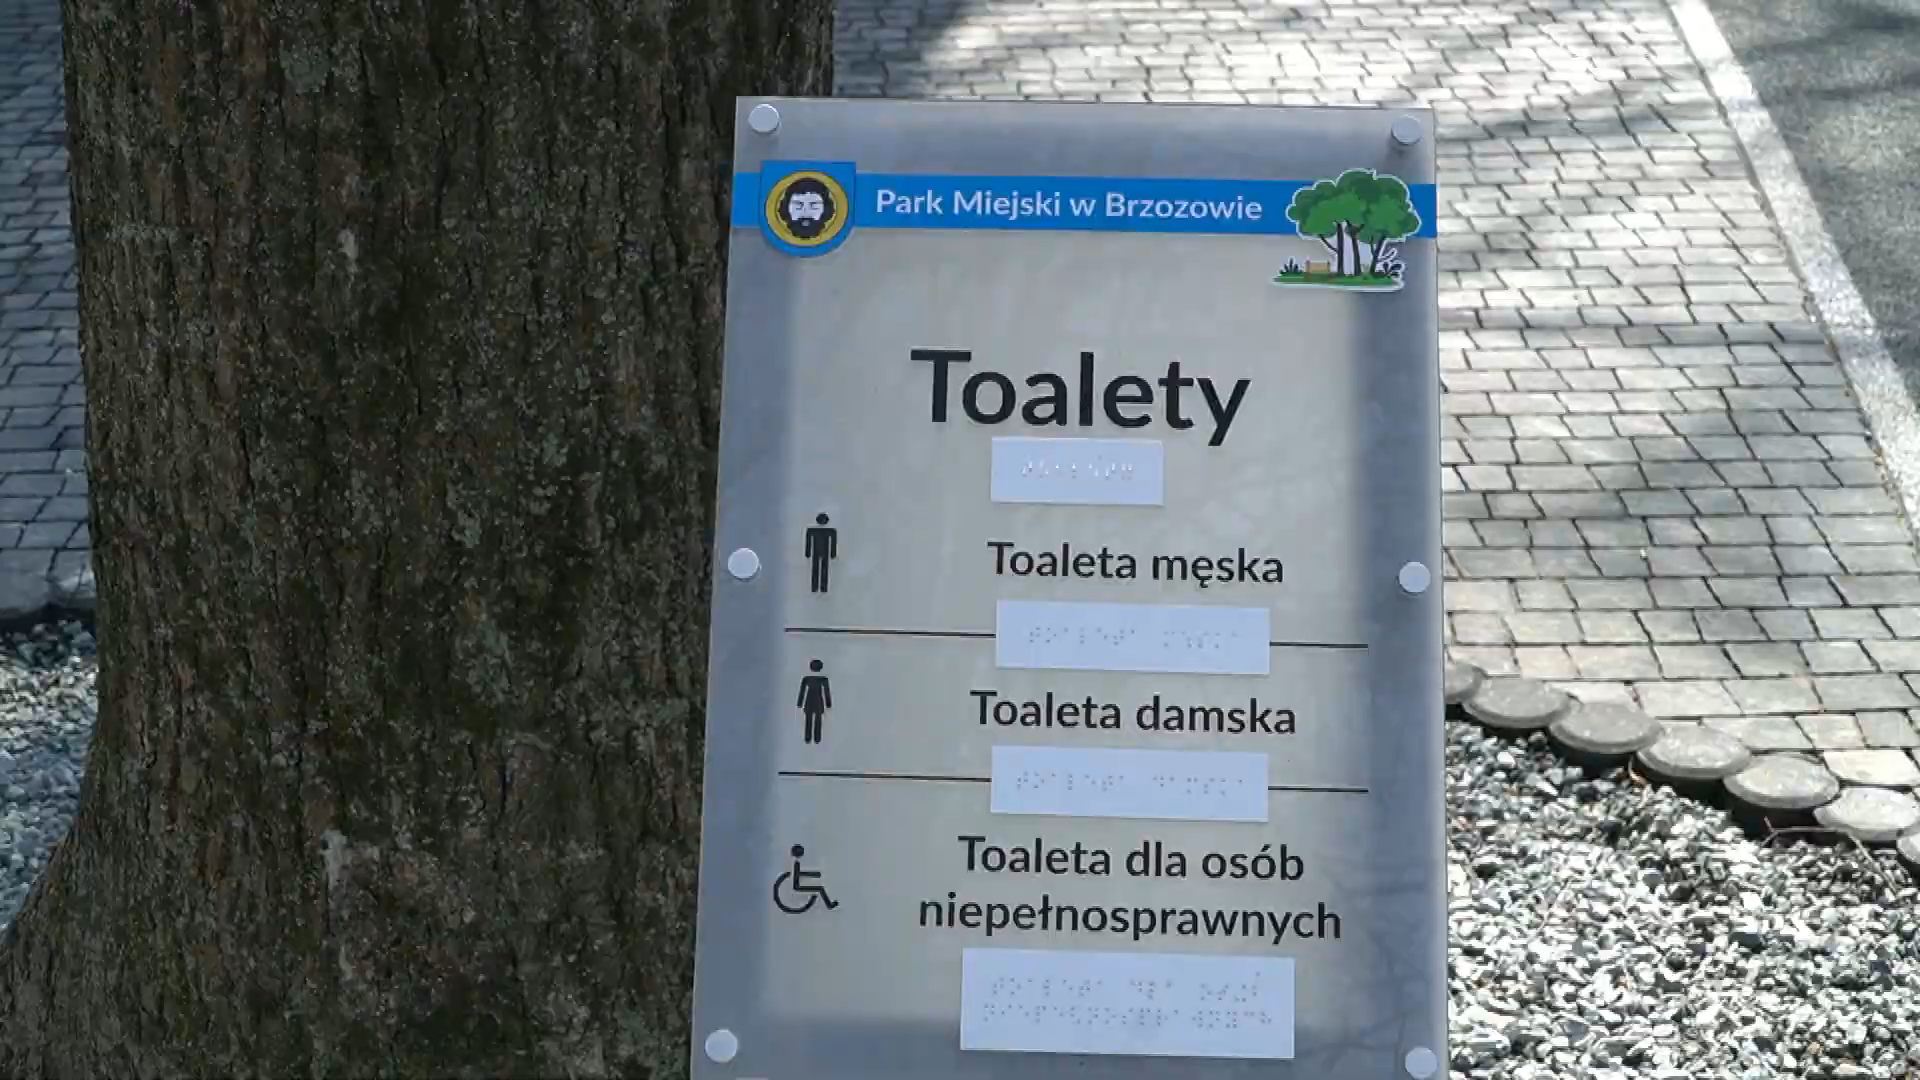 Park Miejski w Brzozowie
Toalety
Toaleta męska
Toaleta damska
Toaleta dla osób
niepełnosprawnych